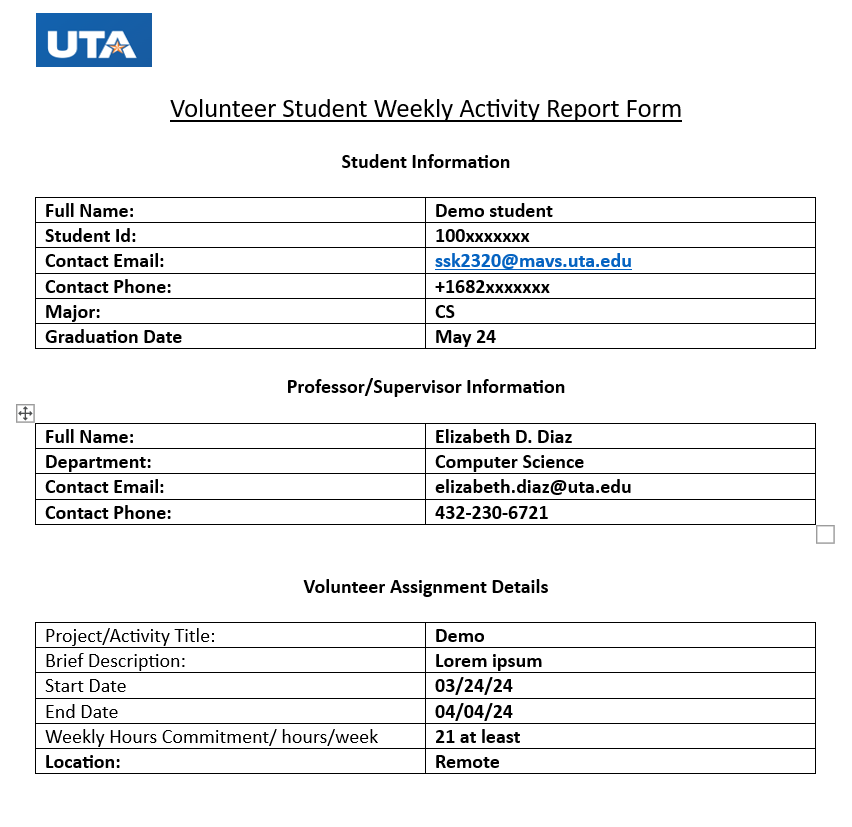 UTA
Volunteer Student Weekly Activity Report Form
Student Information
Full Name: Demo student
Student Id: 100xxxxxxx
Contact Email: ssk2320@mavs.uta.edu
Contact Phone: +1682xxxxxxx
Major: CS
Graduation Date May 24
Professor/Supervisor Information
Full Name: Elizabeth D. Diaz
Department: Computer Science
Contact Email: elizabeth.diaz@uta.edu
Contact Phone: 432-230-6721
Volunteer Assignment Details
Project/Activity Title: Demo
Brief Description: Lorem ipsum
Start Date 03/24/24
End Date 04/04/24
Weekly Hours Commitment/ hours/week 21 at least
Location: Remote